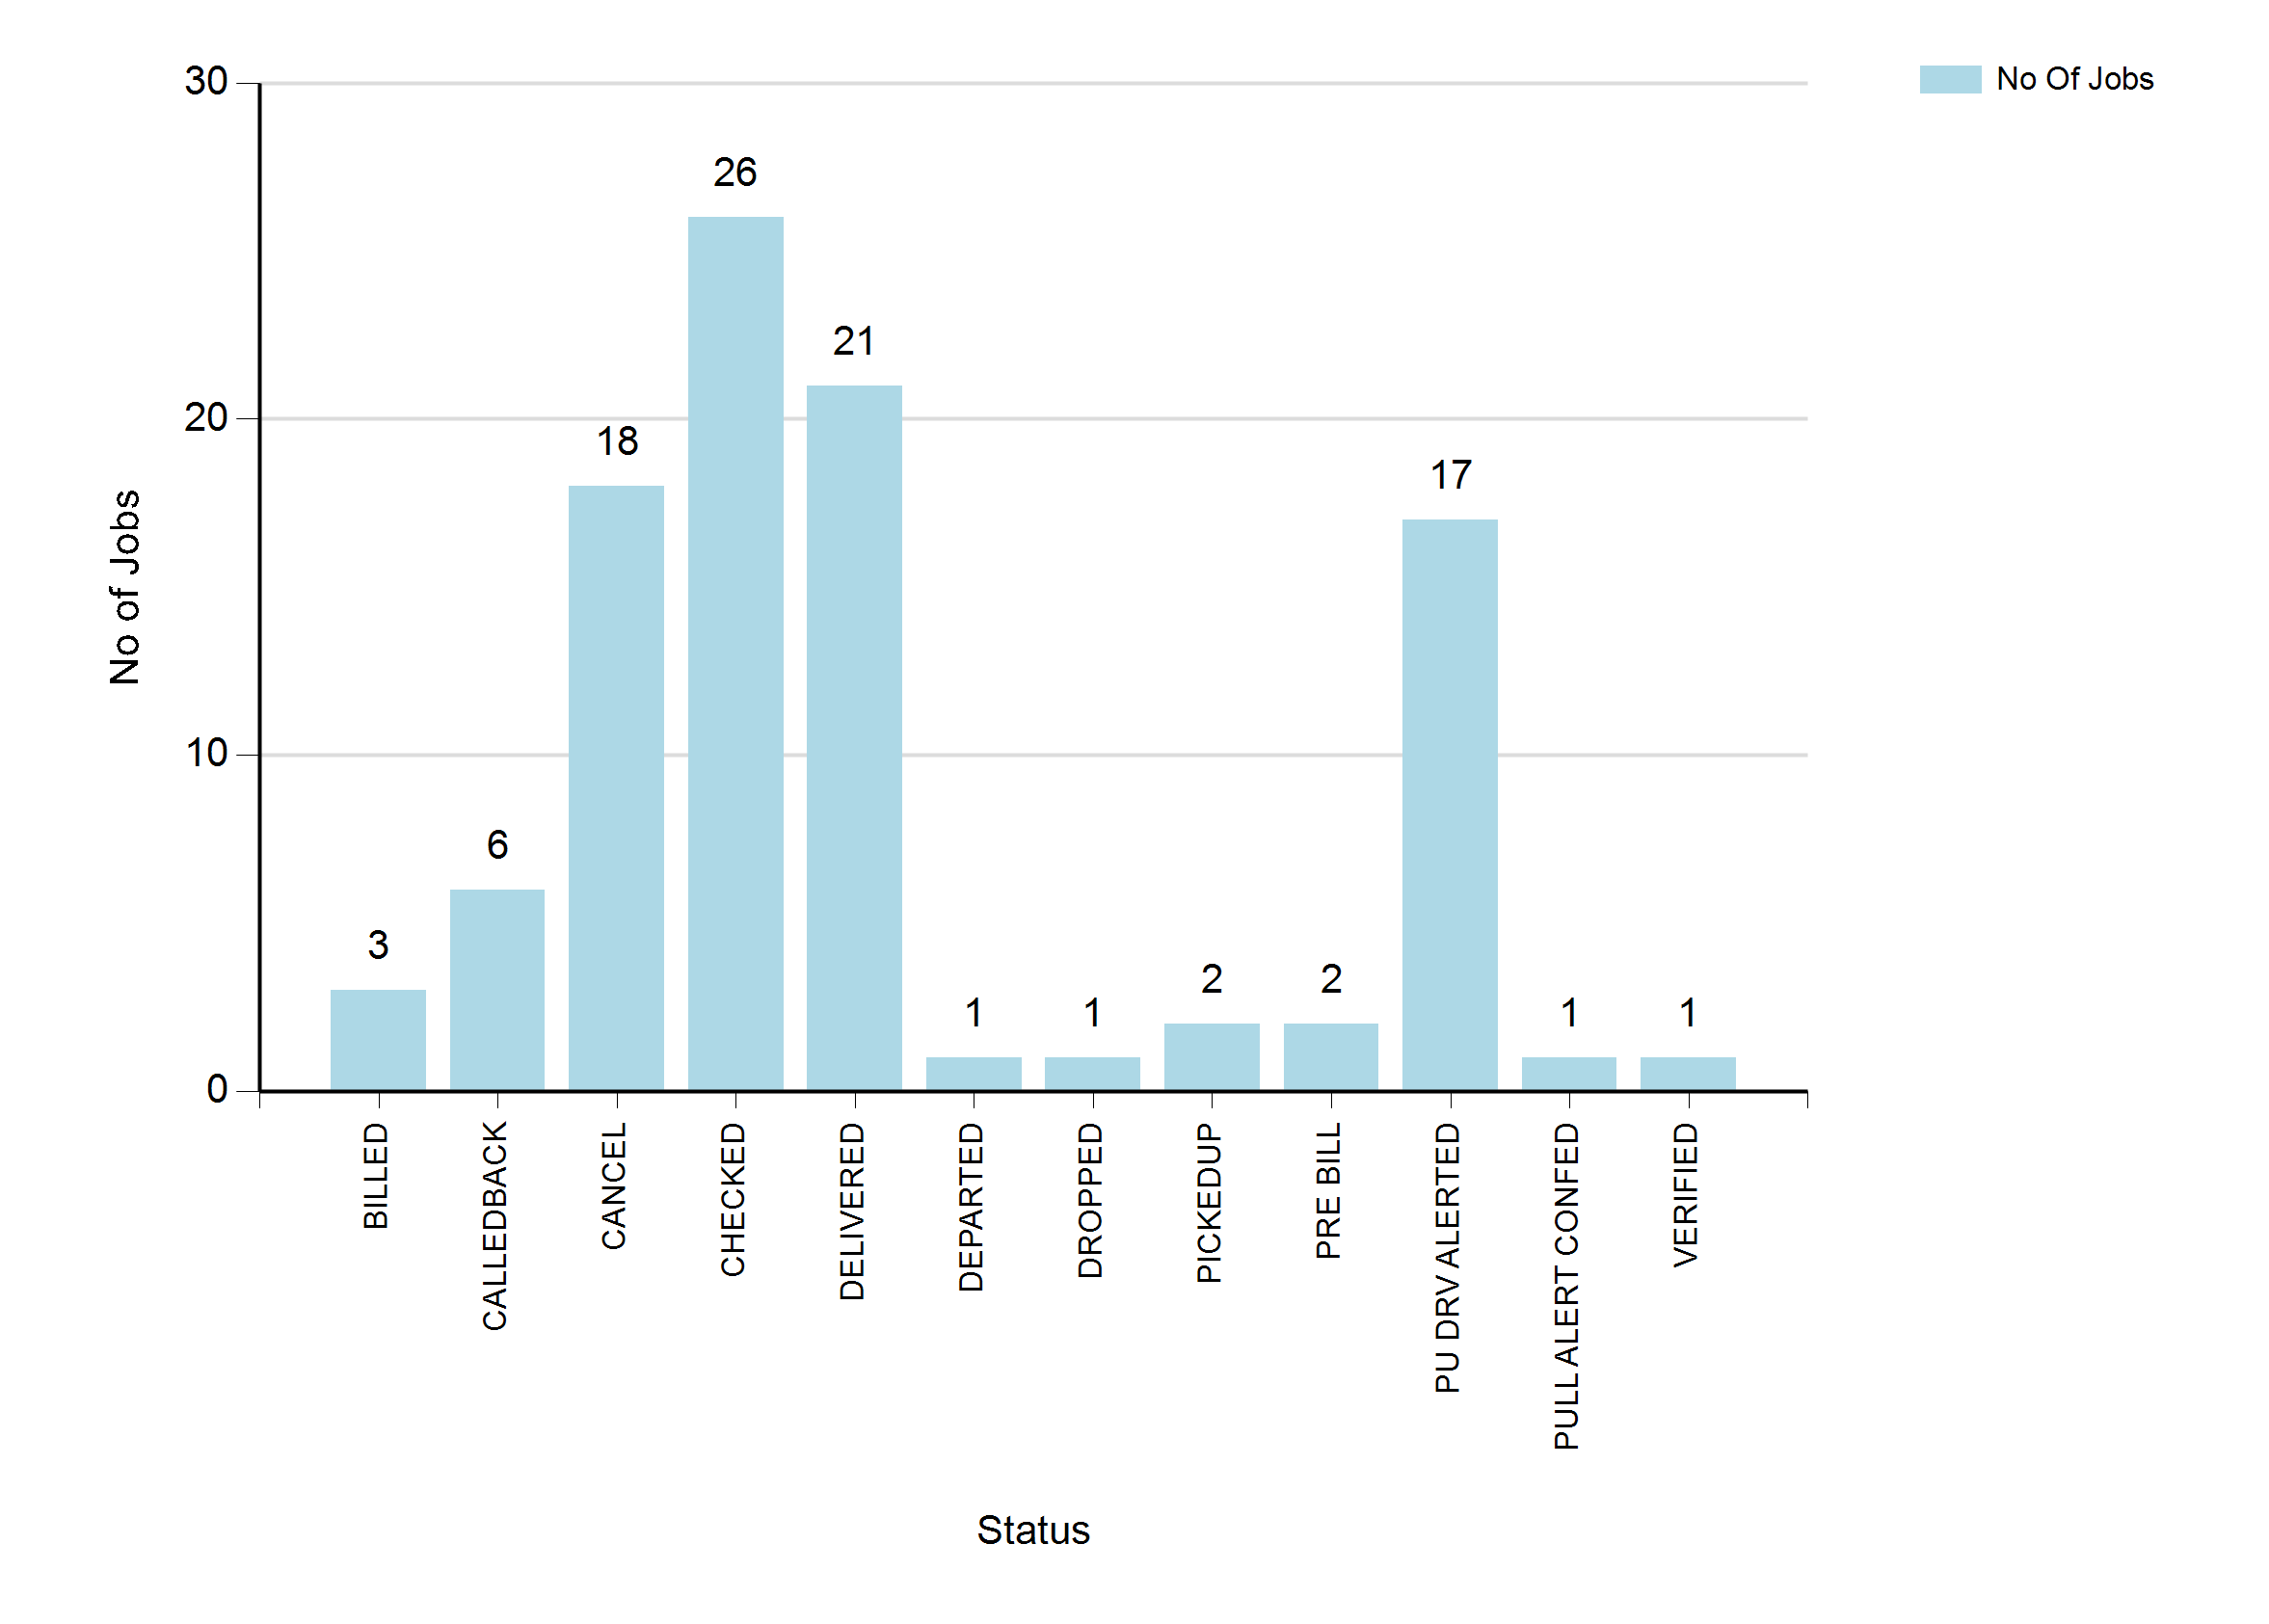 No Of Jobs
30
20
10
0
No of Jobs
3
6
18
26
21
1
1
2
2
17
1
1
BILLED
CALLEDBACK
CANCEL
CHECKED
DELIVERED
DEPARTED
DROPPED
PICKEDUP
PRE BILL
PU DRV ALERTED
PULL ALERT CONFED
VERIFIED
Status